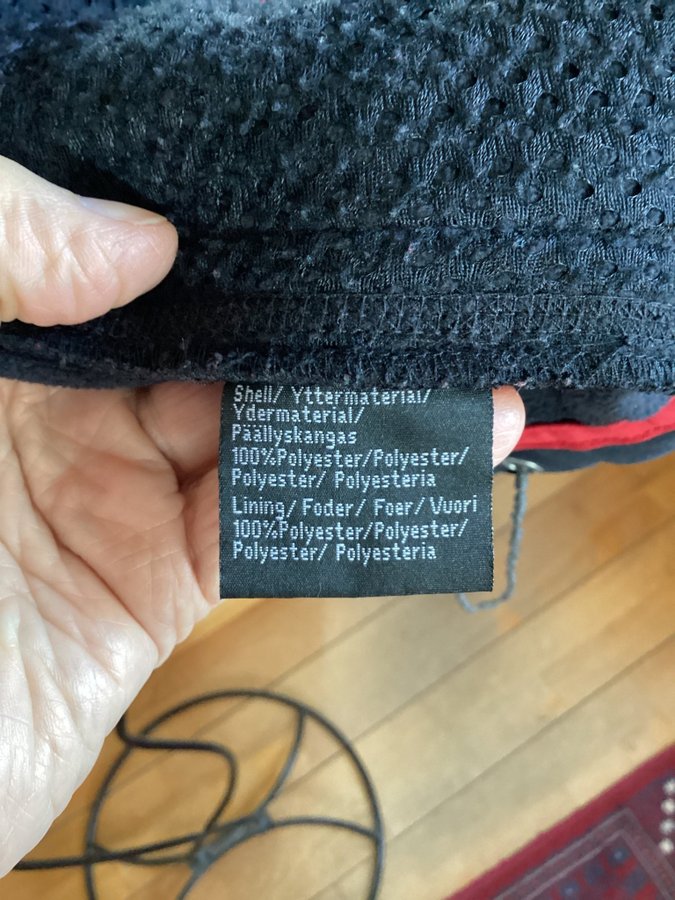 Shell/ Yttermaterial/
Ydermaterial/
Päällyskangas
100%Polyester/Polyester/
Polyester/ Polyesteria
Lining/ Foder/ Foer/ Vuori
100%Polyester/Polyester/
Polyester/ Polyesteria